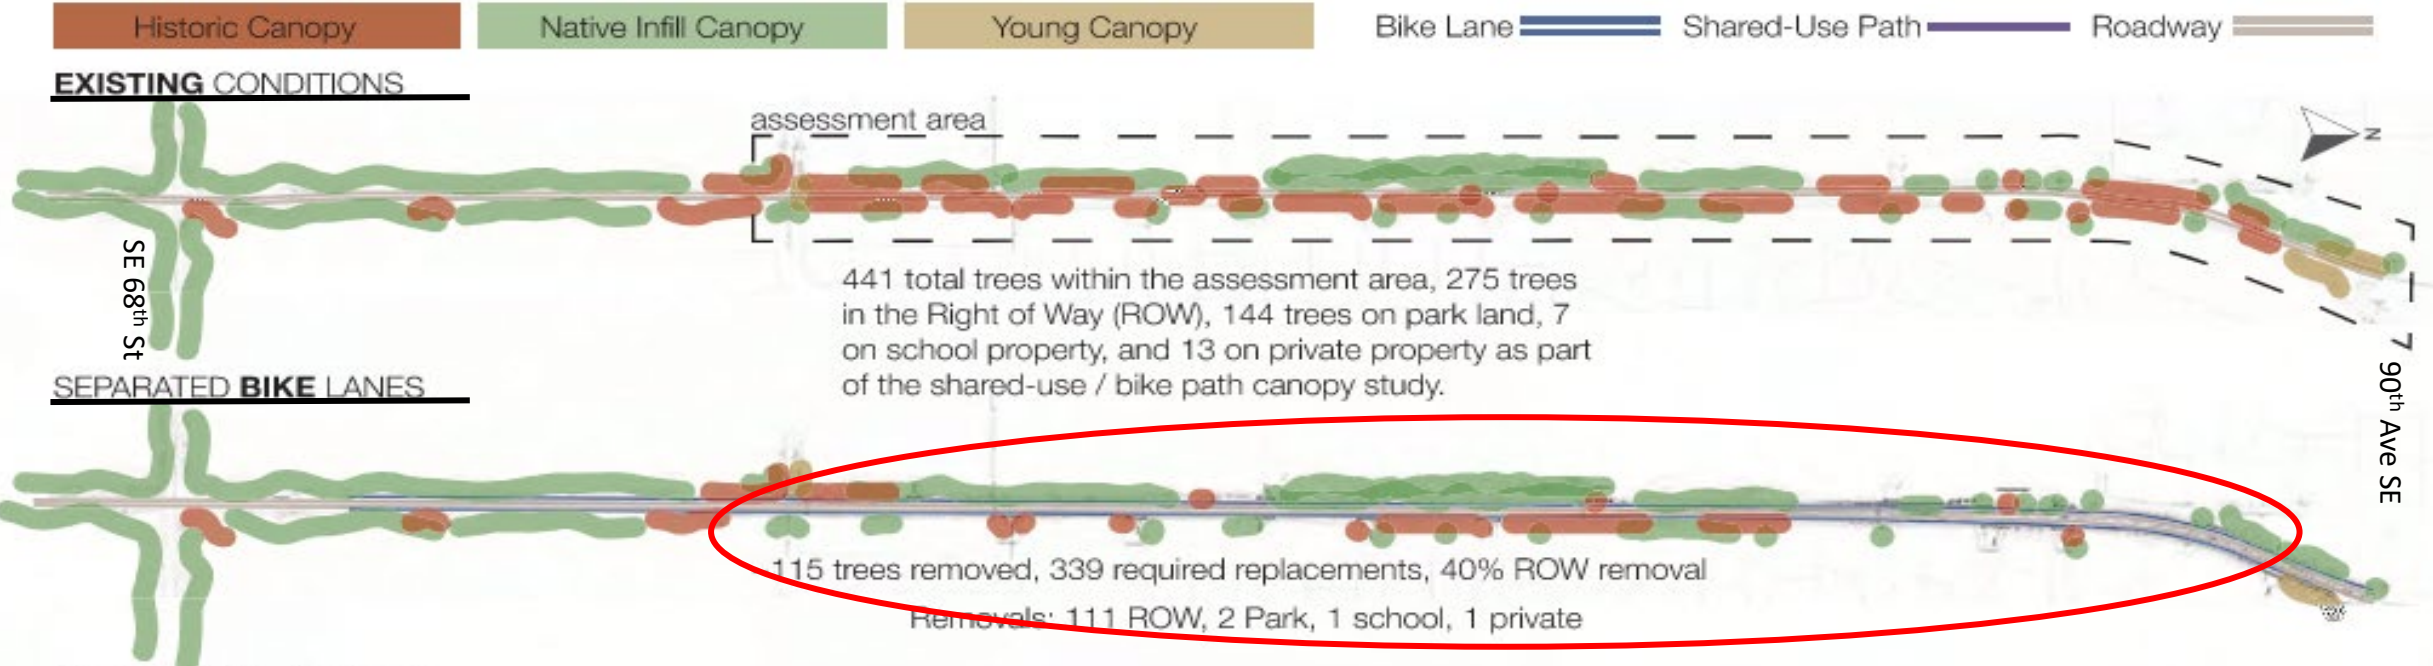 Historic Canopy
Native Infill Canopy
Young Canopy
Bike Lane
Shared-Use Path
Roadway
EXISTING CONDITIONS
assessment area
N
SE 68th St
441 total trees within the assessment area, 275 trees
in the Right of Way (ROW), 144 trees on park land, 7
on school property, and 13 on private property as part
of the shared-use / bike path canopy study.
90th Ave SE
SEPARATED BIKE LANES
115 trees removed, 339 required replacements, 40% ROW removal
Removals: 111 ROW, 2 Park, 1 school, 1 private